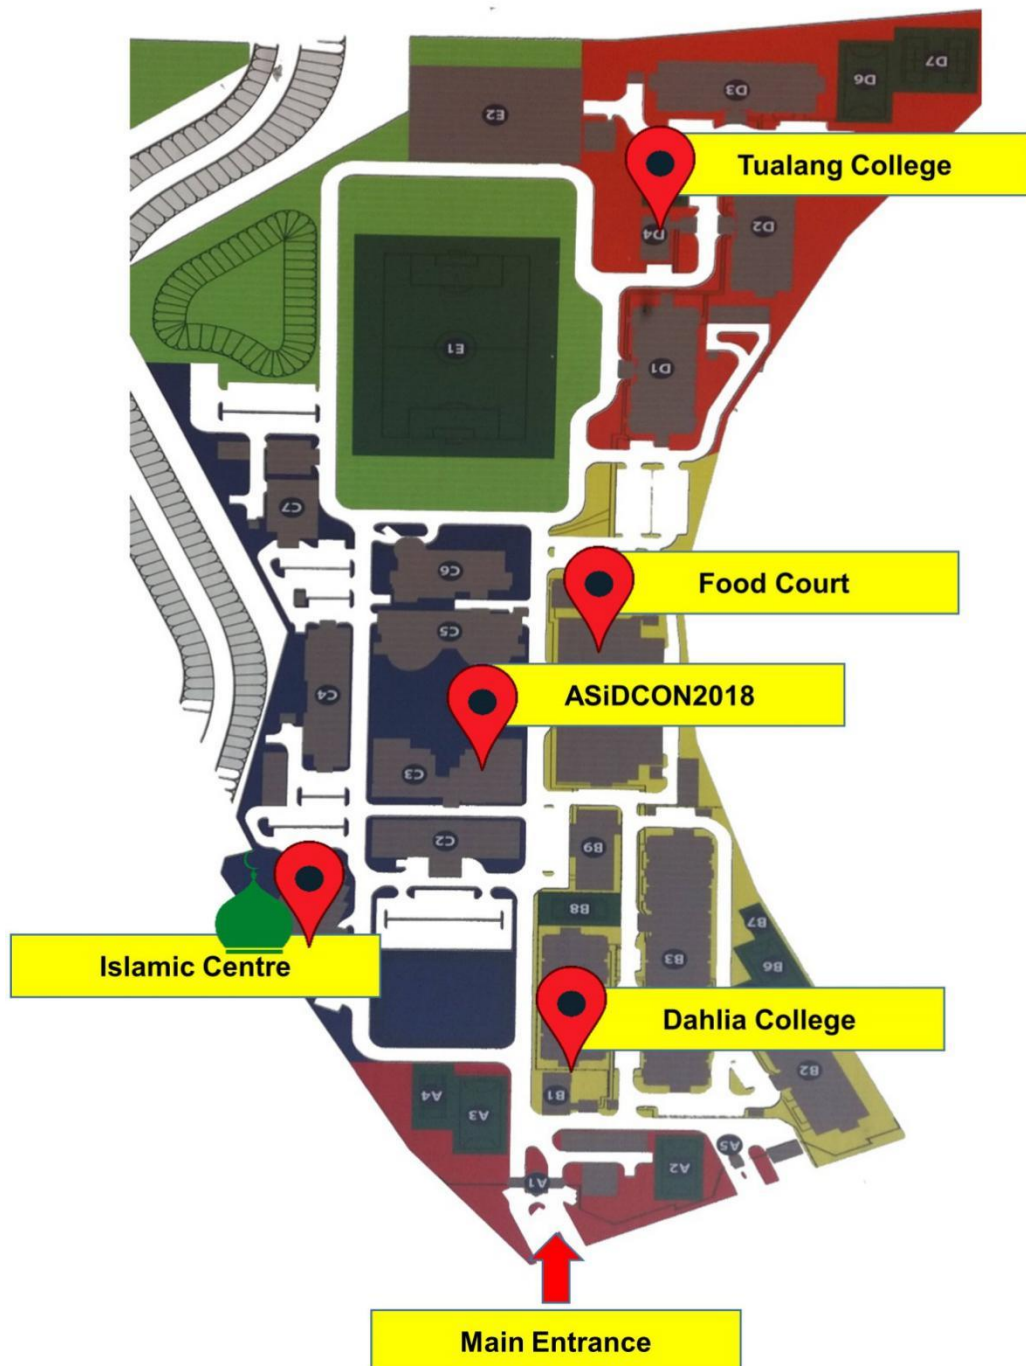 D7
D6
D3
E2
Tualang College
D2
D4
E1
D1
C7
C6
Food Court
C5
C4
ASiDCON2018
C3
C2
B9
B8
B7
B3
B6
Islamic Centre
Dahlia College
B2
B1
A4
A3
A5
A2
A1
Main Entrance